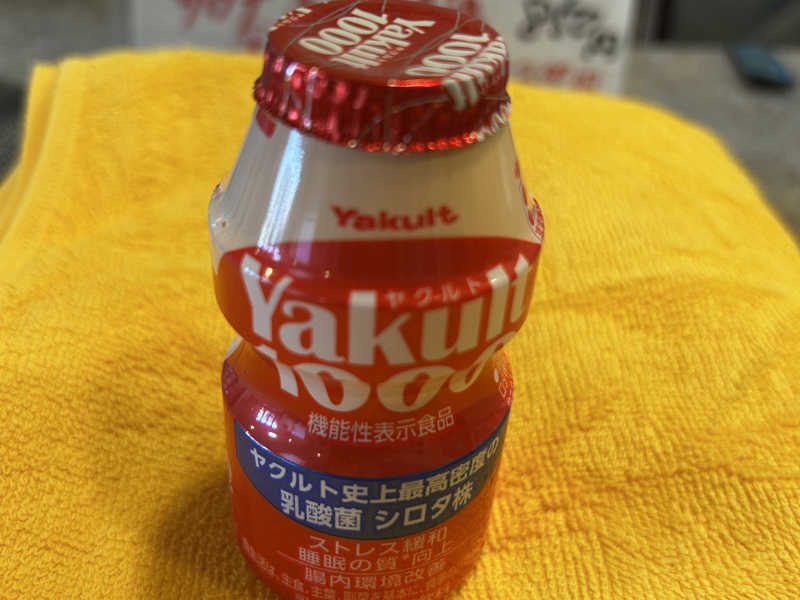 Yakult
1000
1000
Yakult
ヤクルト
Yakult
1000
機能性表示食品
ヤクルト史上最高密度の
乳酸菌 シロタ株
ストレス緩和
睡眠の質 向上
腸内環境改善